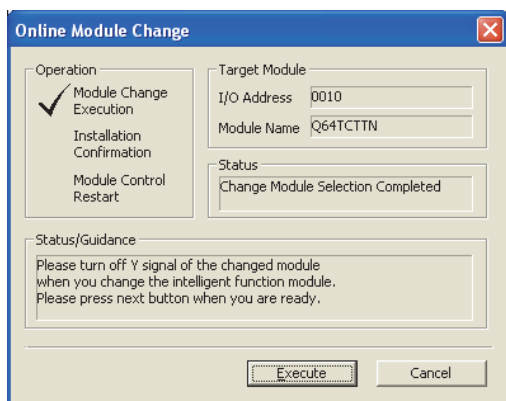 Online Module Change
Operation
Module Change
Execution
Installation
Confirmation
Module Control
Restart
Target Module
I/O Address 0010
Module Name Q64TCTTN
Status
Change Module Selection Completed
Status/Guidance
Please turn off Y signal of the changed module
when you change the intelligent function module.
Please press next button when you are ready.
Execute Cancel